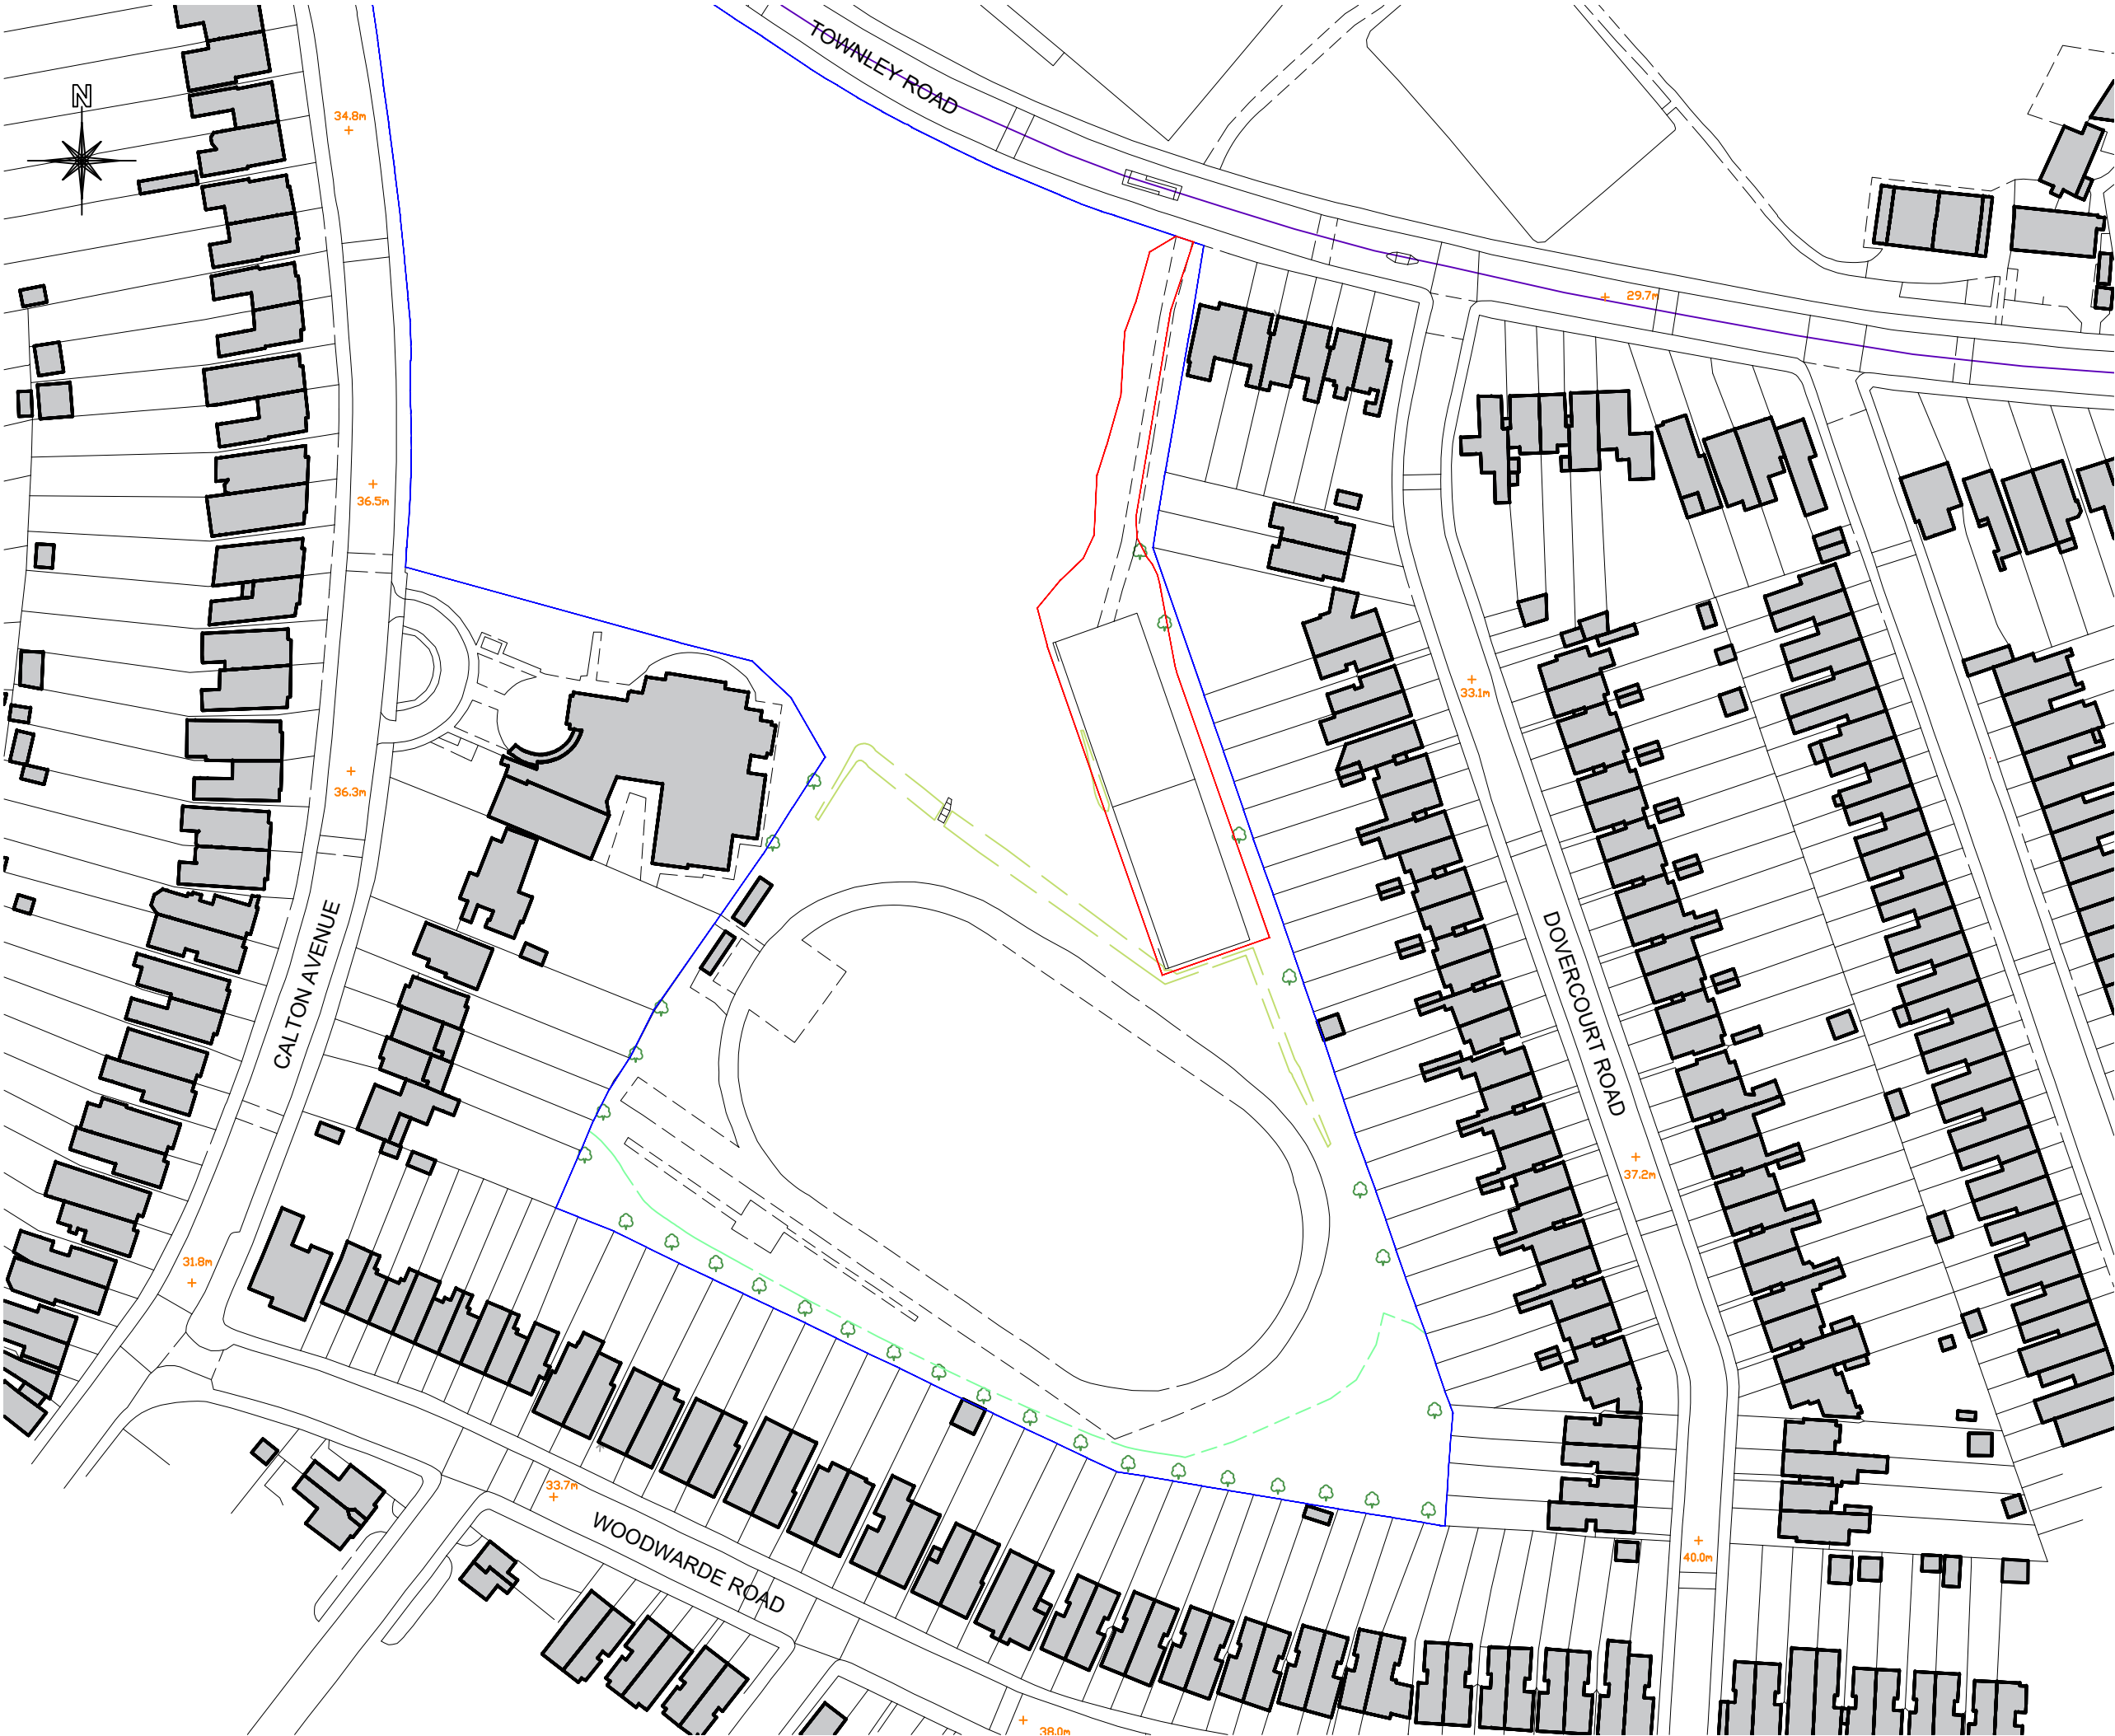 TOWNLEY ROAD
N
34.8m
29.7m
36.5m
33.1m
36.3m
CALTON AVENUE
DOVERCOURT ROAD
37.2m
31.8m
33.7m
WOODWARDE ROAD
40.0m
38.0m